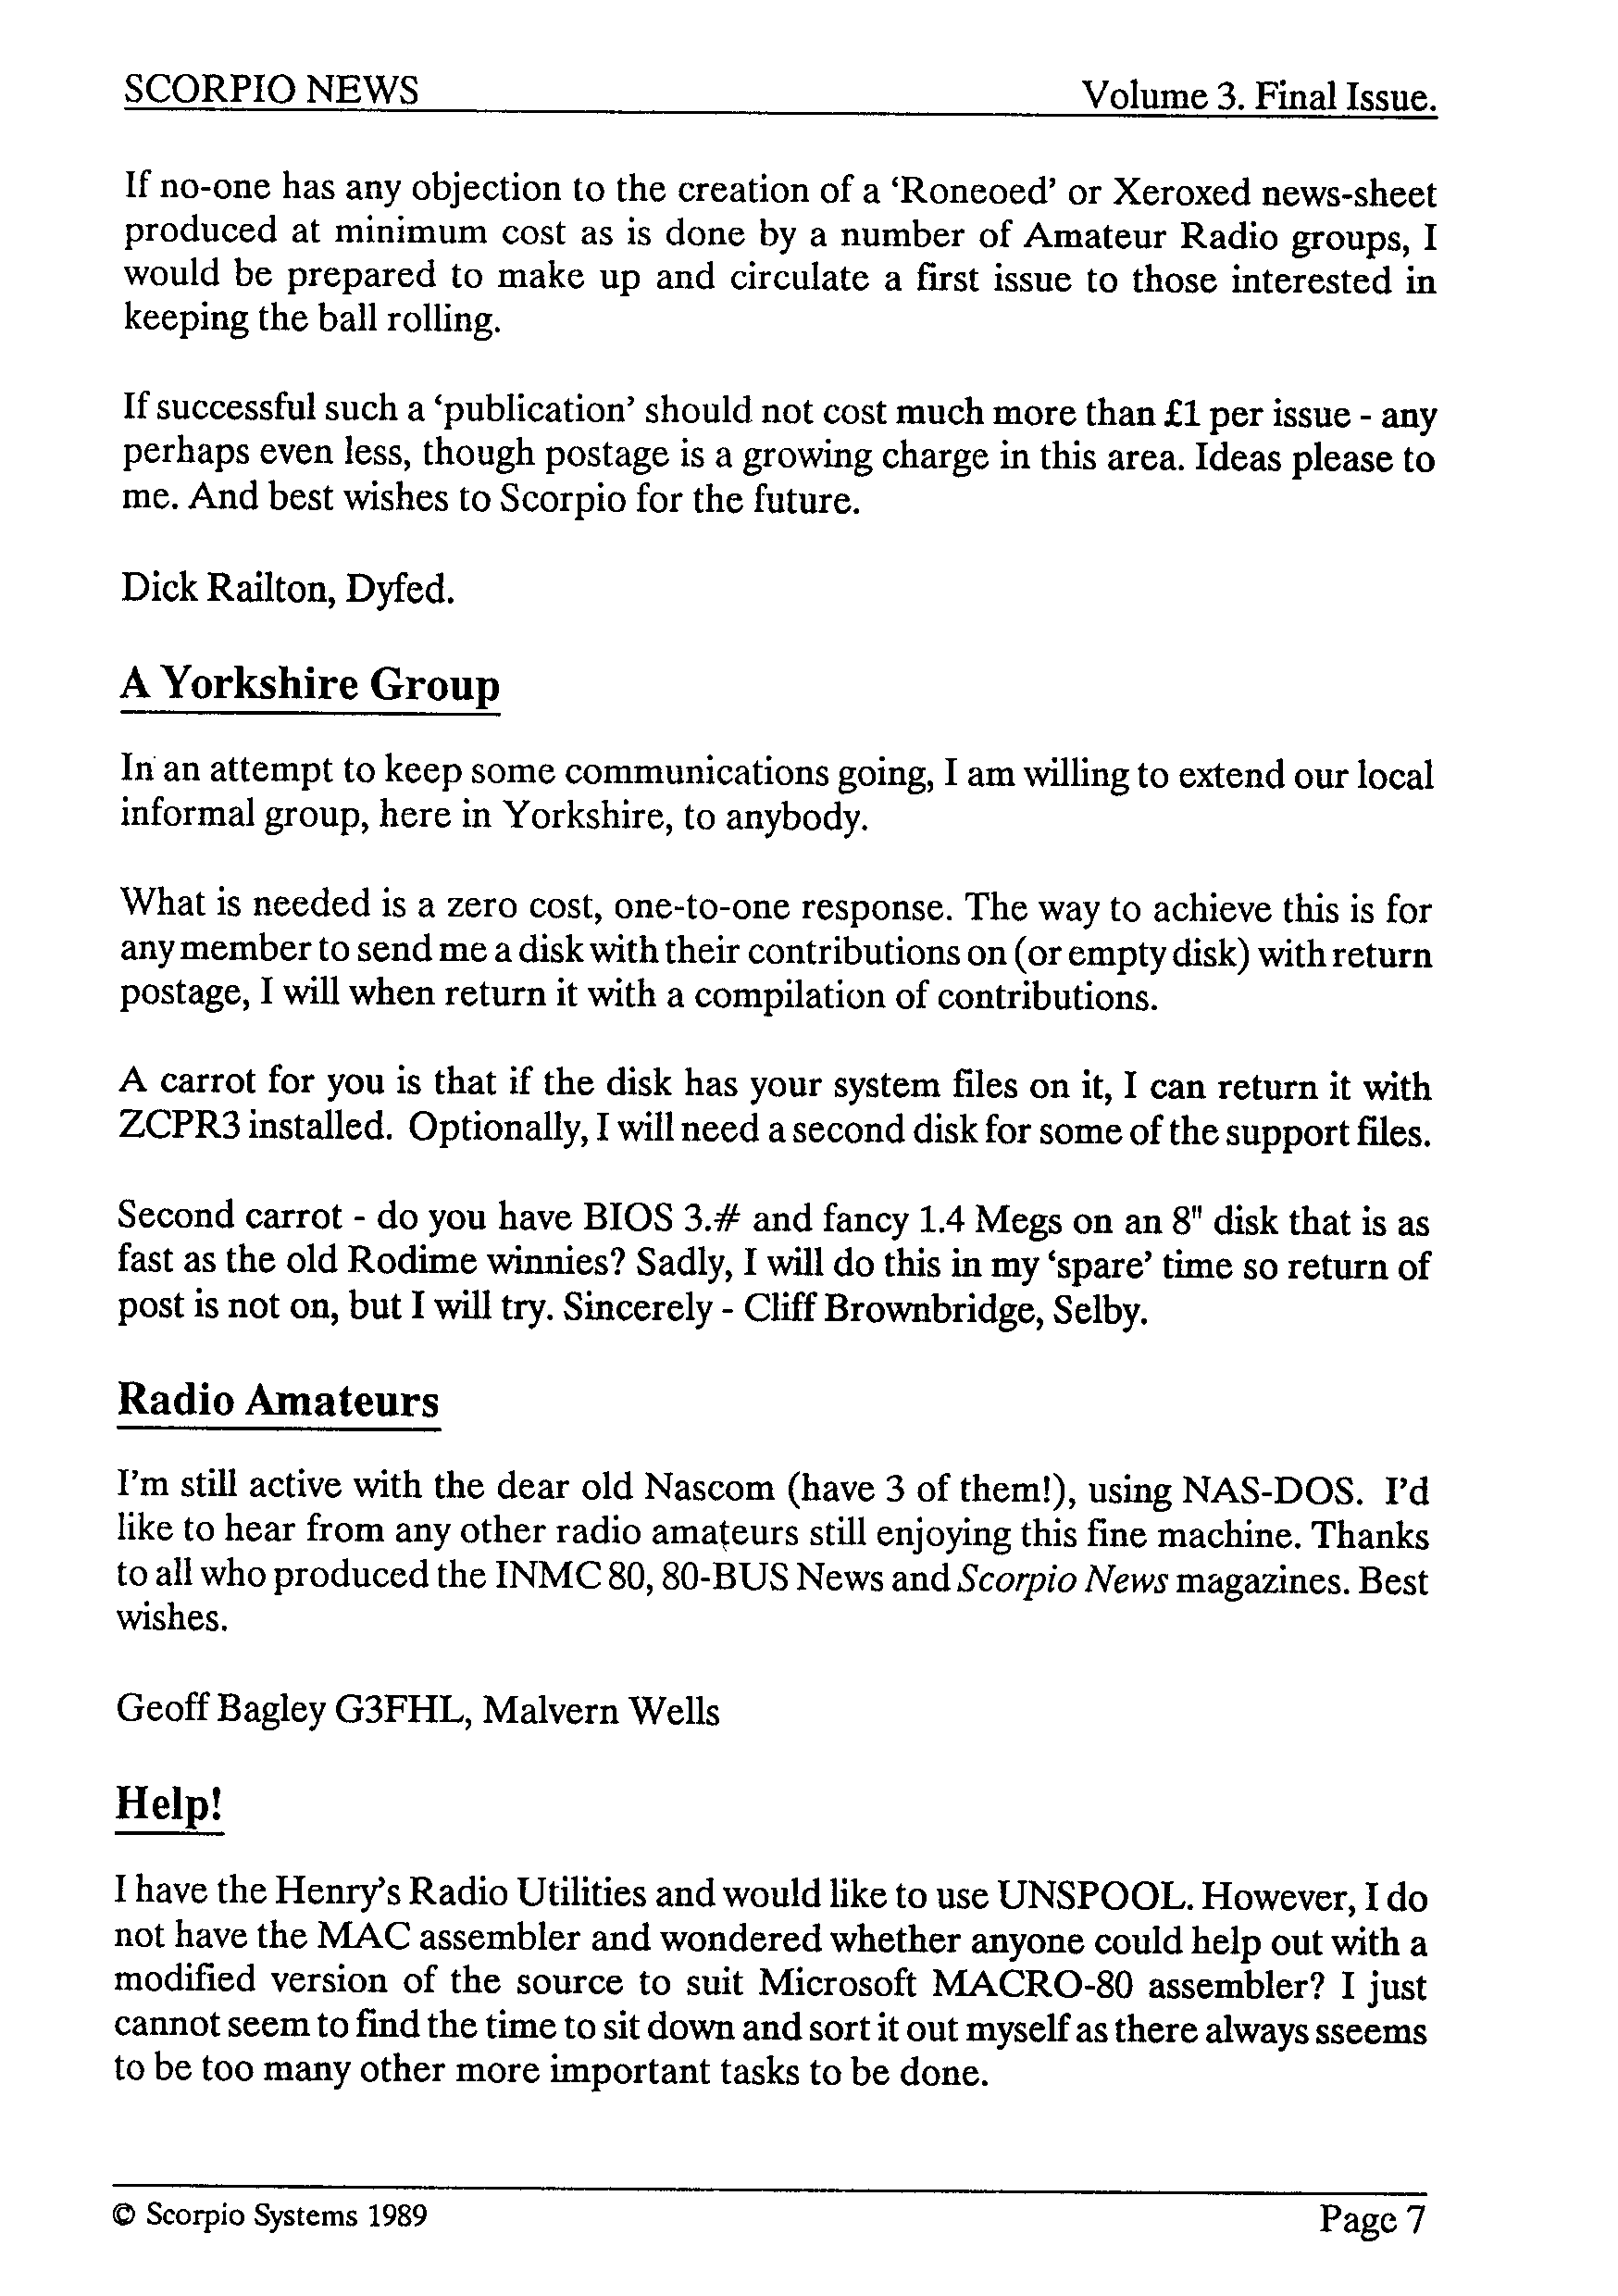 SCORPIO NEWS Volume 3. Final Issue.
If no-one has any objection to the creation of a ‘Roneoed’ or Xeroxed news-sheet
produced at minimum cost as is done by a number of Amateur Radio groups, I
would be prepared to make up and circulate a first issue to those interested in
keeping the ball rolling.
If successful such a ‘publication’ should not cost much more than £1 per issue - any
perhaps even less, though postage is a growing charge in this area. Ideas please to
me. And best wishes to Scorpio for the future.
Dick Railton, Dyfed.
A Yorkshire Group
In an attempt to keep some communications going, I am willing to extend our local
informal group, here in Yorkshire, to anybody.
What is needed is a zero cost, one-to-one response. The way to achieve this is for
any member to send me a disk with their contributions on (or empty disk) with return
postage, I will when return it with a compilation of contributions.
A carrot for you is that if the disk has your system files on it, I can return it with
ZCPR3 installed. Optionally, I will need a second disk for some of the support files.
Second carrot - do you have BIOS 3.# and fancy 1.4 Megs on an 8" disk that is as
fast as the old Rodime winnies? Sadly, I will do this in my ‘spare’ time so return of
post is not on, but I will try. Sincerely - Cliff Brownbridge, Selby.
Radio Amateurs
I’m still active with the dear old Nascom (have 3 of them!), using NAS-DOS. I’d
like to hear from any other radio amateurs still enjoying this fine machine. Thanks
to all who produced the INMC 80, 80-BUS News and Scorpio News magazines. Best
wishes.
Geoff Bagley G3FHL, Malvern Wells
Help!
I have the Henry’s Radio Utilities and would like to use UNSPOOL. However, I do
not have the MAC assembler and wondered whether anyone could help out with a
modified version of the source to suit Microsoft MACRO-80 assembler? I just
cannot seem to find the time to sit down and sort it out myself as there always sseems
to be too many other more important tasks to be done.
© Scorpio Systems 1989 Page 7